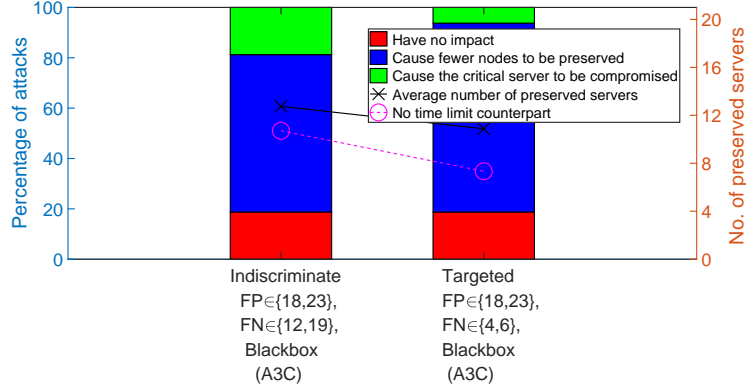 100
80
60
40
20
0
Percentage of attacks
Have no impact
Cause fewer nodes to be preserved
Cause the critical server to be compromised
Average number of preserved servers
No time limit counterpart
20
16
12
8
4
0
No. of preserved servers
Indiscriminate
FP∈{18,23},
FN∈{12,19},
Blackbox
(A3C)
Targeted
FP∈{18,23},
FN∈{4,6},
Blackbox
(A3C)